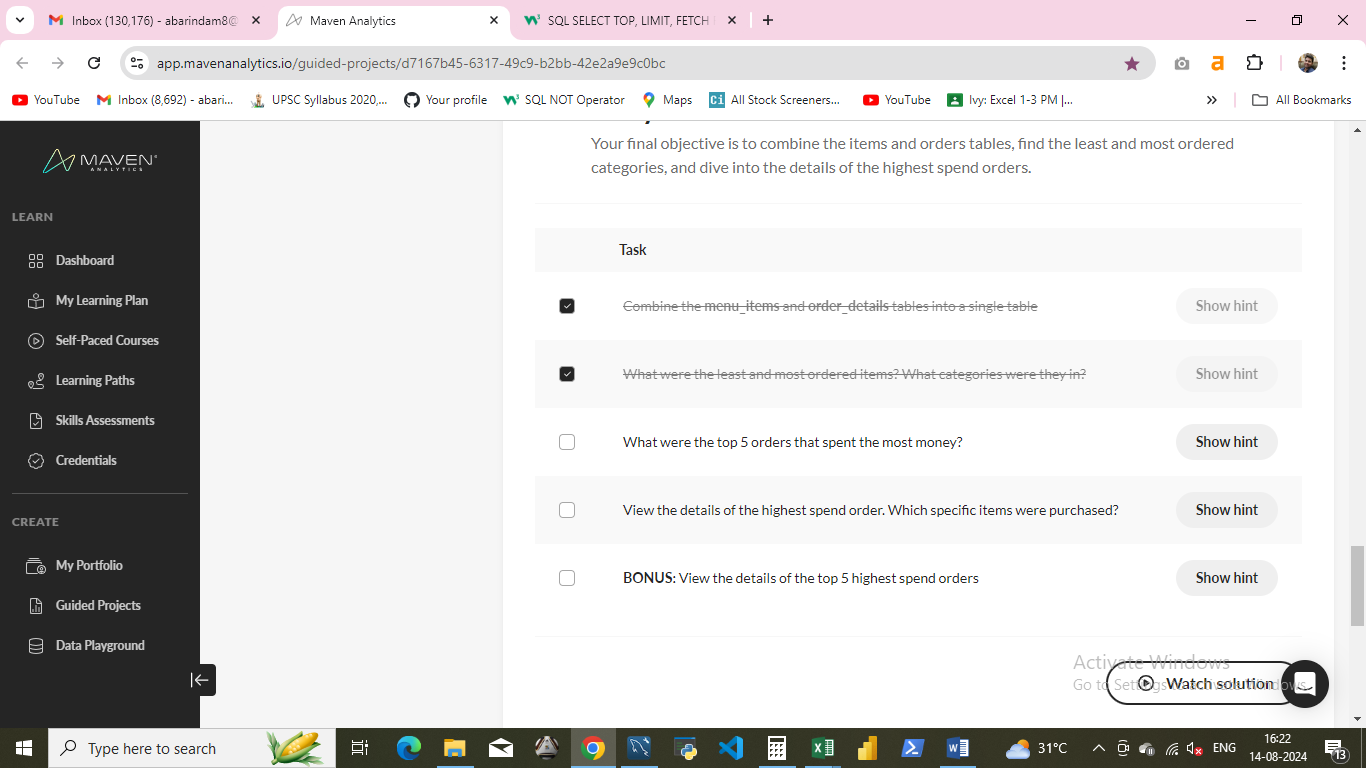 Inbox (130,176) - abarindam8@
Maven Analytics
SQL SELECT TOP, LIMIT, FETCH
app.mavenanalytics.io/guided-projects/d7167b45-6317-49c9-b2bb-42e2a9e9c0bc
YouTube
Inbox (8,692) - abari...
UPSC Syllabus 2020,...
Your profile
SQL NOT Operator
Maps
All Stock Screeners...
YouTube
Ivy: Excel 1-3 PM |...
All Bookmarks
MAVEN
ANALYTICS
LEARN
Dashboard
My Learning Plan
Self-Paced Courses
Learning Paths
Skills Assessments
Credentials
CREATE
My Portfolio
Guided Projects
Data Playground
Your final objective is to combine the items and orders tables, find the least and most ordered
categories, and dive into the details of the highest spend orders.
Task
Combine the menu_items and order_details tables into a single table
Show hint
What were the least and most ordered items? What categories were they in?
Show hint
What were the top 5 orders that spent the most money?
Show hint
View the details of the highest spend order. Which specific items were purchased?
Show hint
BONUS: View the details of the top 5 highest spend orders
Show hint
Activate Windows
Go to Settings to activate Windows.
Watch solution
Type here to search
31°C
ENG
16:22
14-08-2024
13